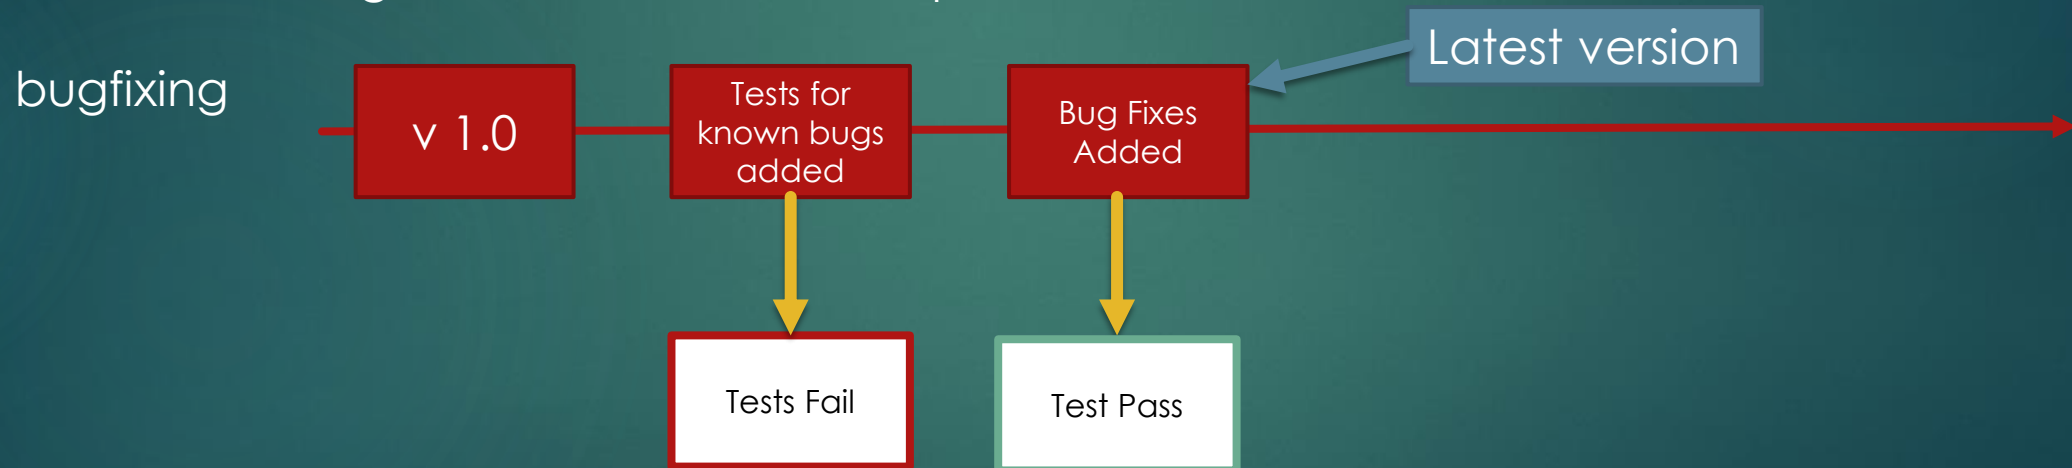 bugfixing
v 1.0
Tests for
known bugs
added
Bug Fixes
Added
Latest version
Tests Fail
Test Pass